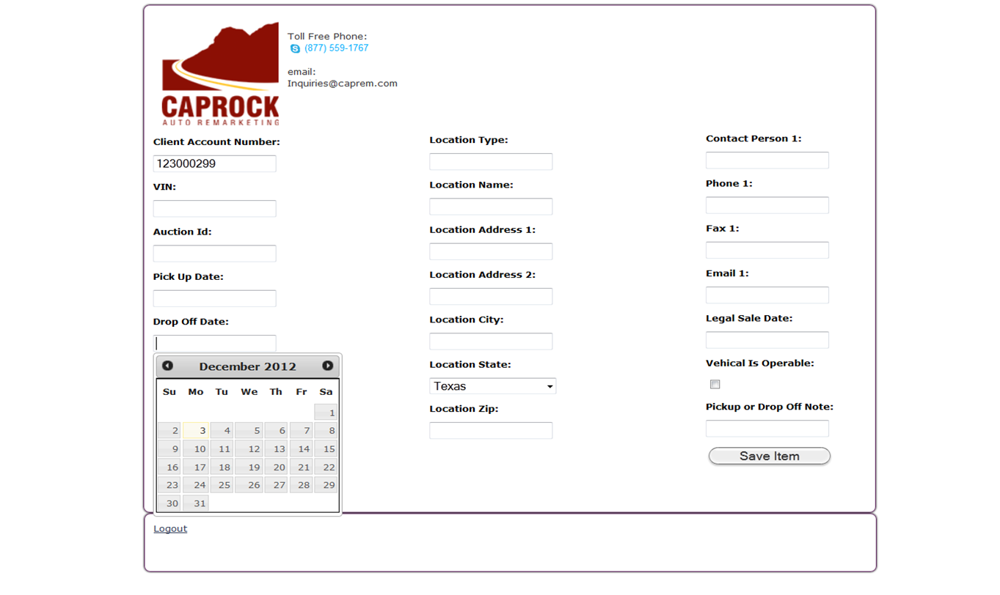 CAPROCK
AUTO REMARKETING
Toll Free Phone:
(877) 559-1767
email:
Inquiries@caprem.com
Client Account Number:
123000299
VIN:
Auction Id:
Pick Up Date:
Drop Off Date:
December 2012
Su Mo Tu We Th Fr Sa
1
2 3 4 5 6 7 8
9 10 11 12 13 14 15
16 17 18 19 20 21 22
23 24 25 26 27 28 29
30 31
Location Type:
Location Name:
Location Address 1:
Location Address 2:
Location City:
Location State:
Texas
Location Zip:
Contact Person 1:
Phone 1:
Fax 1:
Email 1:
Legal Sale Date:
Vehical Is Operable:
Pickup or Drop Off Note:
Save Item
Logout